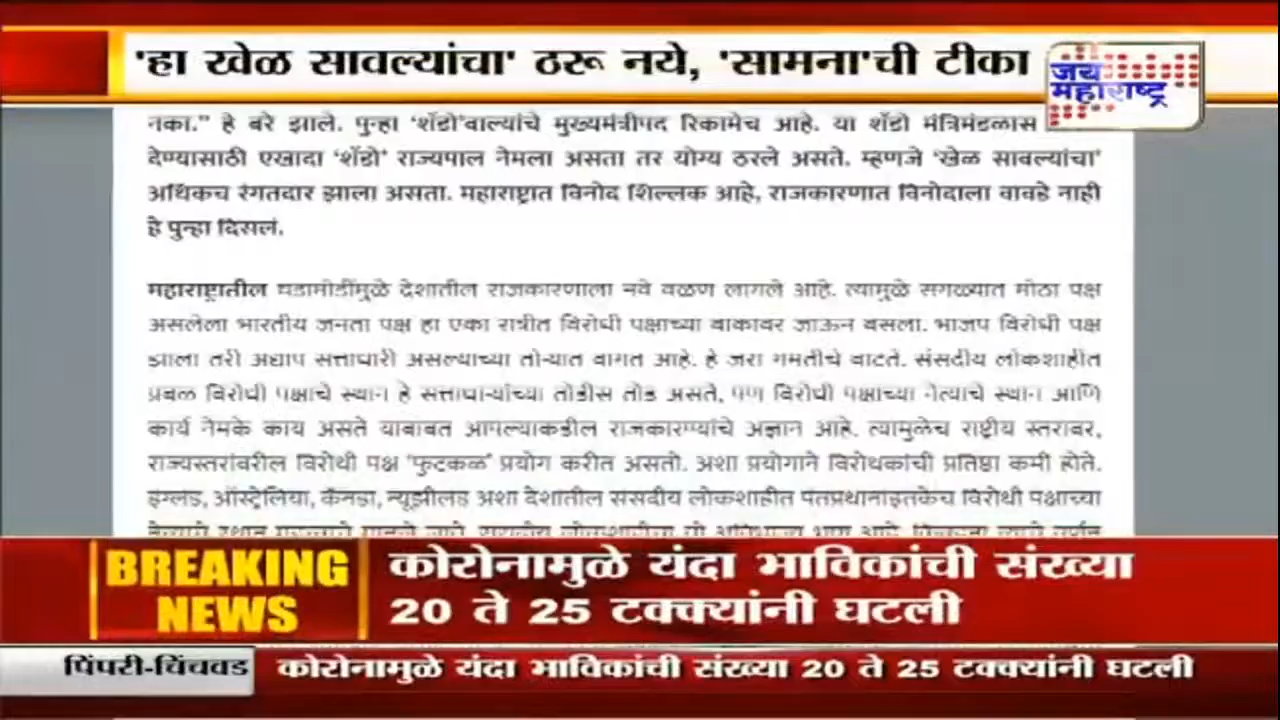 'हा खेळ सावल्यांचा' ठरू नये, 'सामना'ची टीका
जय
महाराष्ट्र
नका." हे बरे झाले. पुन्हा 'शॅडो'वाल्यांचे मुख्यमंत्रीपद रिकामेच आहे. या शॅडो मंत्रिमंडळास
देण्यासाठी एखादा 'शॅडो' राज्यपाल नेमला असता तर योग्य ठरले असते. म्हणजे 'खेळ सावल्यांचा'
अधिकच रंगतदार झाला असता. महाराष्ट्रात विनोद शिल्लक आहे, राजकारणात विनोदाला वावडे नाही
हे पुन्हा दिसलं.
महाराष्ट्रातील घडामोडींमुळे देशातील राजकारणाला नवे वळण लागले आहे. त्यामुळे सगळ्यात मोठा पक्ष
असलेला भारतीय जनता पक्ष हा एका रात्रीत विरोधी पक्षाच्या बाकावर जाऊन बसला. भाजप विरोधी पक्ष
झाला तरी अद्याप सत्ताधारी असल्याच्या तोऱ्यात वागत आहे. हे जरा गमतीचे वाटते. संसदीय लोकशाहीत
प्रबळ विरोधी पक्षाचे स्थान हे सत्ताधाऱ्यांच्या तोडीस तोड असते, पण विरोधी पक्षाच्या नेत्याचे स्थान आणि
कार्य नेमके काय असते याबाबत आपल्याकडील राजकारण्यांचे अज्ञान आहे. त्यामुळेच राष्ट्रीय स्तरावर,
राज्यस्तरांवरील विरोधी पक्ष 'फुटकळ' प्रयोग करीत असतो. अशा प्रयोगाने विरोधकांची प्रतिष्ठा कमी होते.
इंग्लंड, ऑस्ट्रेलिया, कॅनडा, न्यूझीलंड अशा देशातील संसदीय लोकशाहीत पंतप्रधानाइतकेच विरोधी पक्षाच्या
BREAKING
NEWS
कोरोनामुळे यंदा भाविकांची संख्या
20 ते 25 टक्क्यांनी घटली
पिंपरी-चिंचवड कोरोनामुळे यंदा भाविकांची संख्या 20 ते 25 टक्क्यांनी घटली